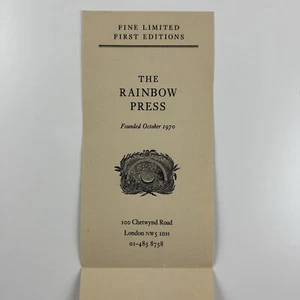 FINE LIMITED
FIRST EDITIONS
THE
RAINBOW
PRESS
Founded October 1970
100 Chetwynd Road
London NW5 1DH
01-485 8758